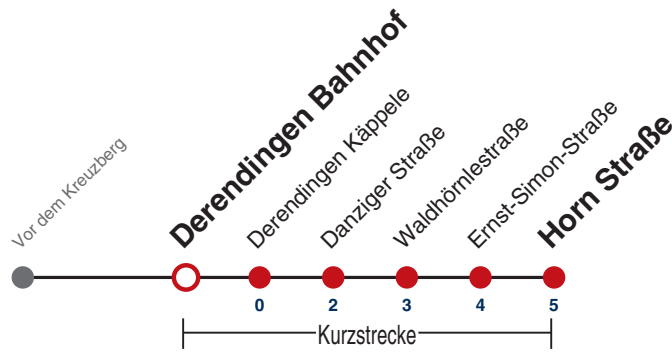 Vor dem Kreuzberg
Derendingen Bahnhof
Derendingen Käppele
Danziger Straße
Waldhörnlestraße
Ernst-Simon-Straße
Horn Straße
0 2 3 4 5
Kurzstrecke